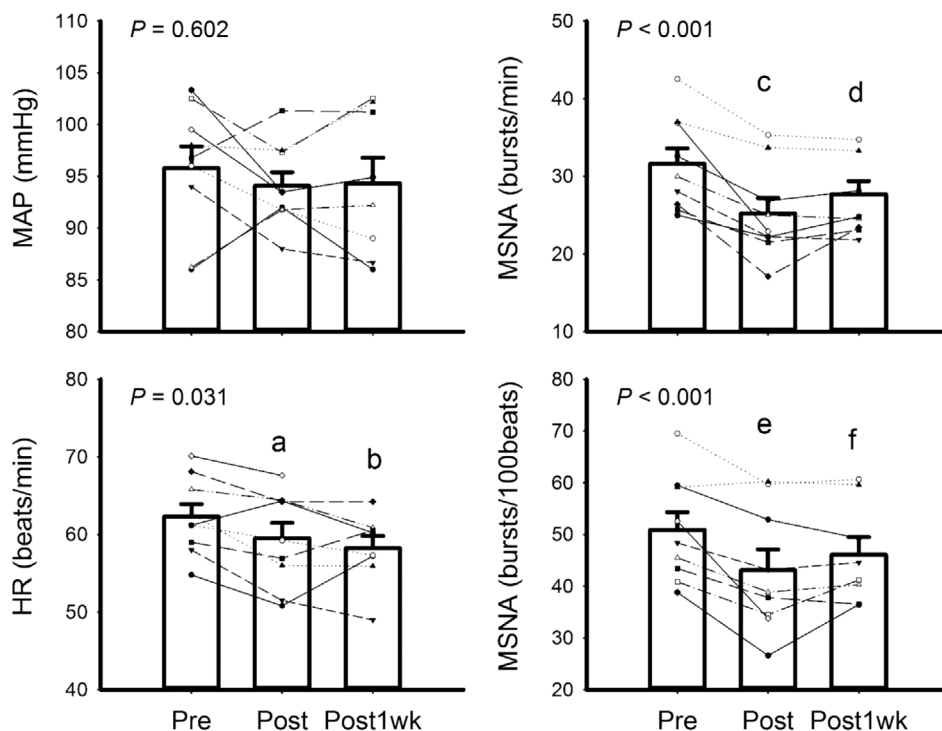 P = 0.602
MAP (mmHg)
110
105
100
95
90
85
80
P < 0.001
c
d
MSNA (bursts/min)
50
40
30
20
10
P = 0.031
a
b
HR (beats/min)
80
70
60
50
40
Pre
Post
Post1wk
P < 0.001
e
f
MSNA (bursts/100beats)
80
70
60
50
40
30
20
Pre
Post
Post1wk